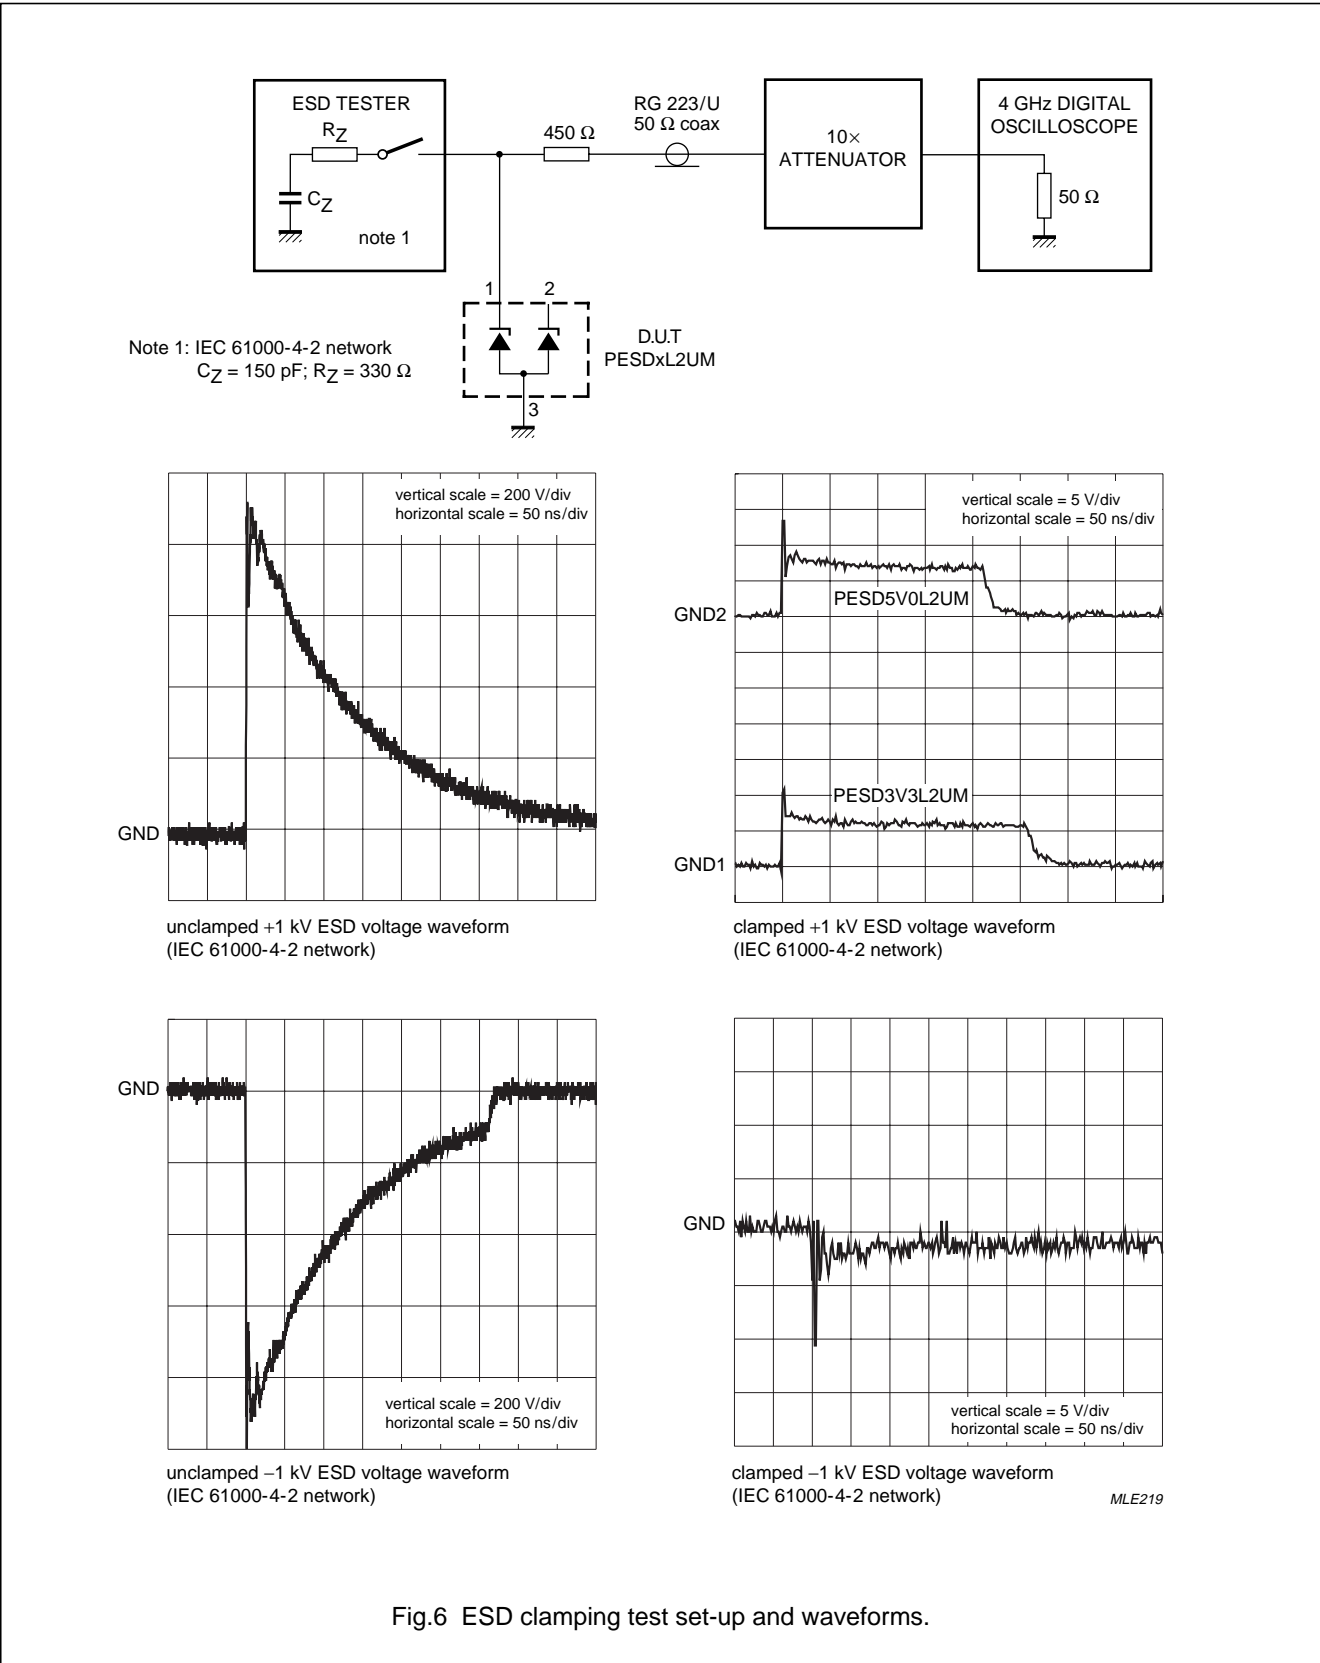 ESD TESTER
RZ
CZ
note 1
450 Ω
RG 223/U
50 Ω coax
10×
ATTENUATOR
4 GHz DIGITAL
OSCILLOSCOPE
50 Ω
1
2
3
D.U.T
PESDxL2UM
Note 1: IEC 61000-4-2 network
CZ = 150 pF; RZ = 330 Ω
vertical scale = 200 V/div
horizontal scale = 50 ns/div
GND
unclamped +1 kV ESD voltage waveform
(IEC 61000-4-2 network)
vertical scale = 5 V/div
horizontal scale = 50 ns/div
GND2
PESD5V0L2UM
PESD3V3L2UM
GND1
clamped +1 kV ESD voltage waveform
(IEC 61000-4-2 network)
GND
vertical scale = 200 V/div
horizontal scale = 50 ns/div
unclamped −1 kV ESD voltage waveform
(IEC 61000-4-2 network)
GND
vertical scale = 5 V/div
horizontal scale = 50 ns/div
clamped −1 kV ESD voltage waveform
(IEC 61000-4-2 network)
MLE219
Fig.6 ESD clamping test set-up and waveforms.